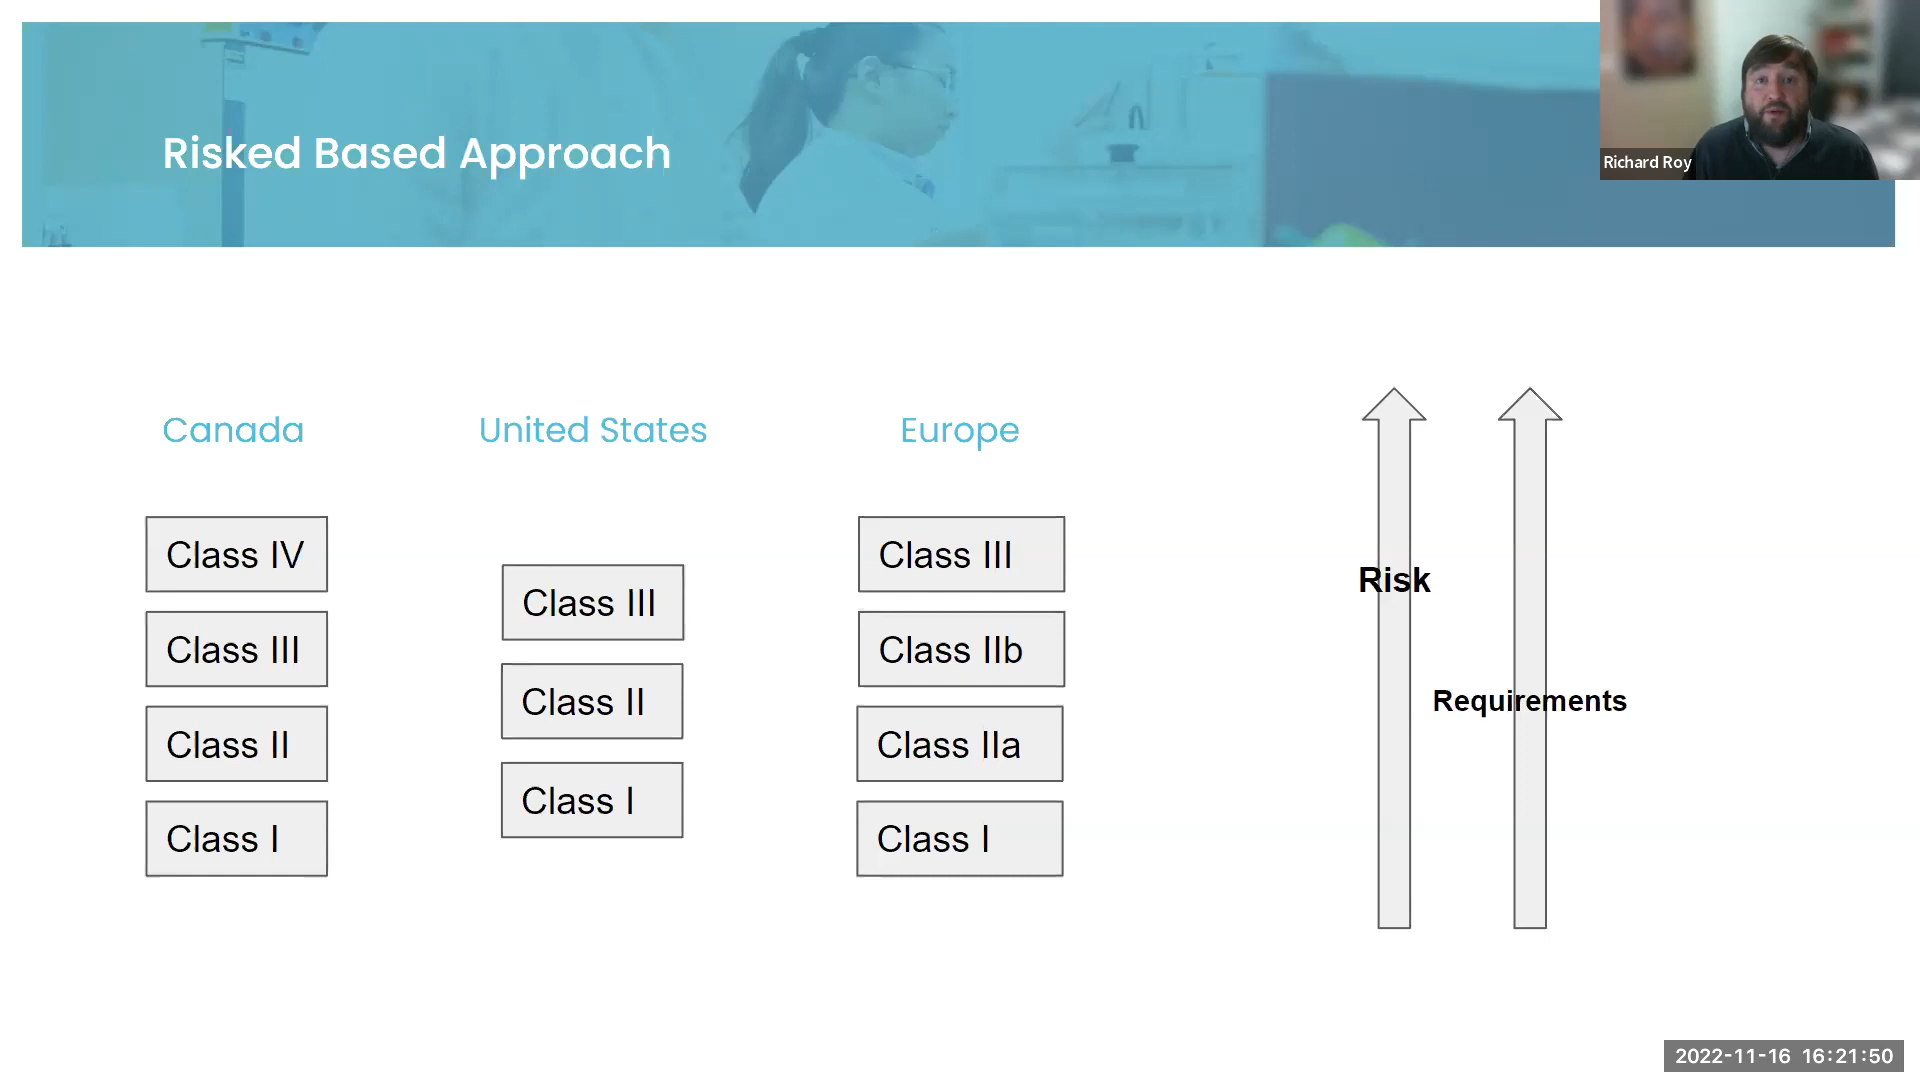 Risked Based Approach
Richard Roy
Canada
United States
Europe
Class IV
Class III
Class II
Class I
Class III
Class II
Class I
Class III
Class IIb
Class IIa
Class I
Risk
Requirements
2022-11-16 16:21:50